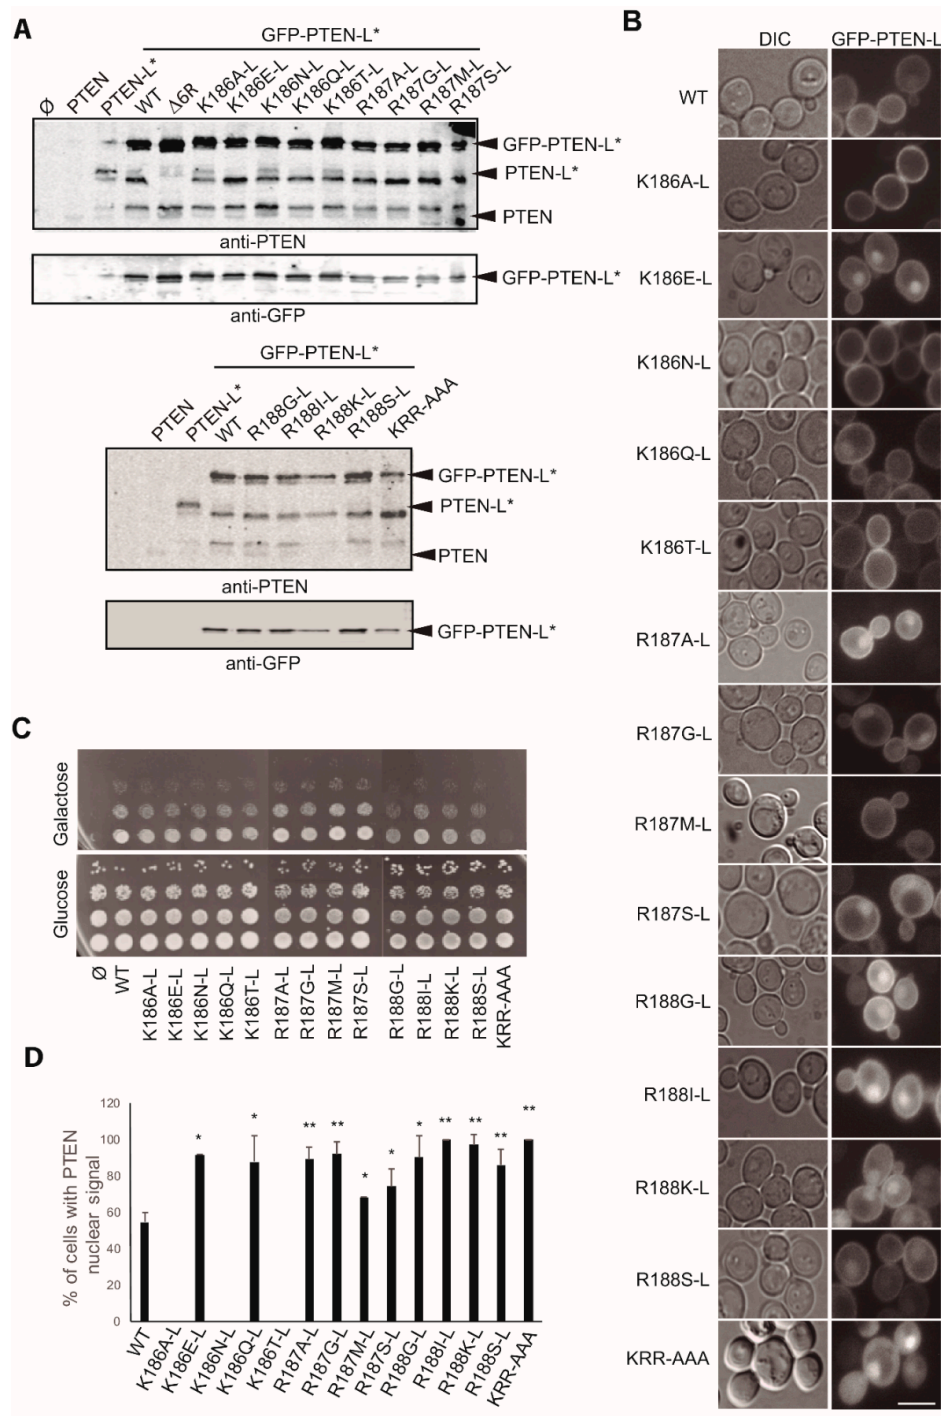 A
GFP-PTEN-L*
Ø
PTEN
PTEN-L*
WT
Δ6R
K186A-L
K186E-L
K186N-L
K186Q-L
K186T-L
R187A-L
R187G-L
R187M-L
R187S-L
GFP-PTEN-L*
PTEN-L*
PTEN
anti-PTEN
GFP-PTEN-L*
anti-GFP
GFP-PTEN-L*
PTEN
PTEN-L*
WT
R188G-L
R188I-L
R188K-L
R188S-L
KRR-AAA
GFP-PTEN-L*
PTEN-L*
PTEN
anti-PTEN
GFP-PTEN-L*
anti-GFP
B
DIC GFP-PTEN-L
WT
K186A-L
K186E-L
K186N-L
K186Q-L
K186T-L
R187A-L
R187G-L
R187M-L
R187S-L
R188G-L
R188I-L
R188K-L
R188S-L
KRR-AAA
C
Galactose
Glucose
Ø
WT
K186A-L
K186E-L
K186N-L
K186Q-L
K186T-L
R187A-L
R187G-L
R187M-L
R187S-L
R188G-L
R188I-L
R188K-L
R188S-L
KRR-AAA
D
% of cells with PTEN
nuclear signal
120
100
80
60
40
20
0
* * ** ** * * * ** ** ** **
WT
K186A-L
K186E-L
K186N-L
K186Q-L
K186T-L
R187A-L
R187G-L
R187M-L
R187S-L
R188G-L
R188I-L
R188K-L
R188S-L
KRR-AAA